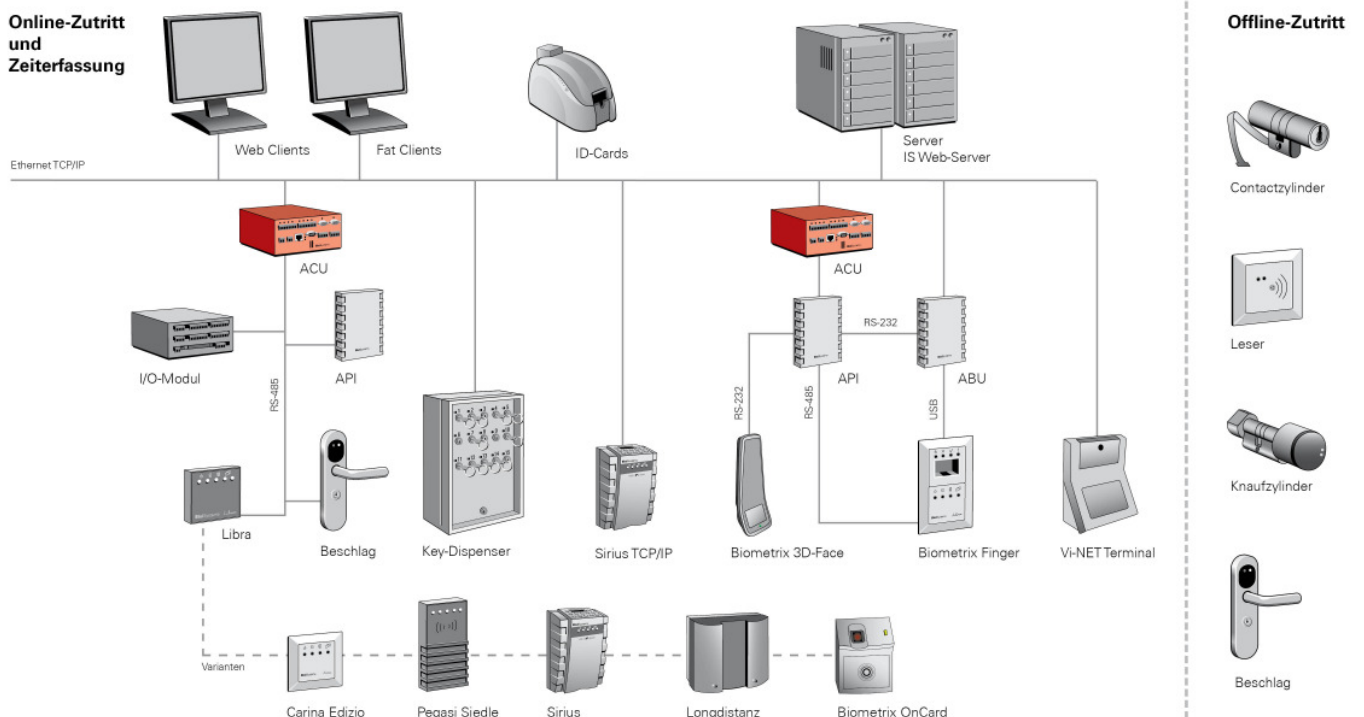 Online-Zutritt
und
Zeiterfassung
Offline-Zutritt
Web Clients
Fat Clients
ID-Cards
Server
IS Web-Server
Ethernet TCP/IP
Contactzylinder
ACU
ACU
RS-232
I/O-Modul
API
API
ABU
Leser
RS-485
RS-232
RS-485
USB
Libra
Beschlag
Key-Dispenser
Sirius TCP/IP
Biometrix 3D-Face
Biometrix Finger
Vi-NET Terminal
Knaufzylinder
Varianten
Carina Edizio
Pegasi Siedle
Sirius
Longdistanz
Biometrix OnCard
Beschlag